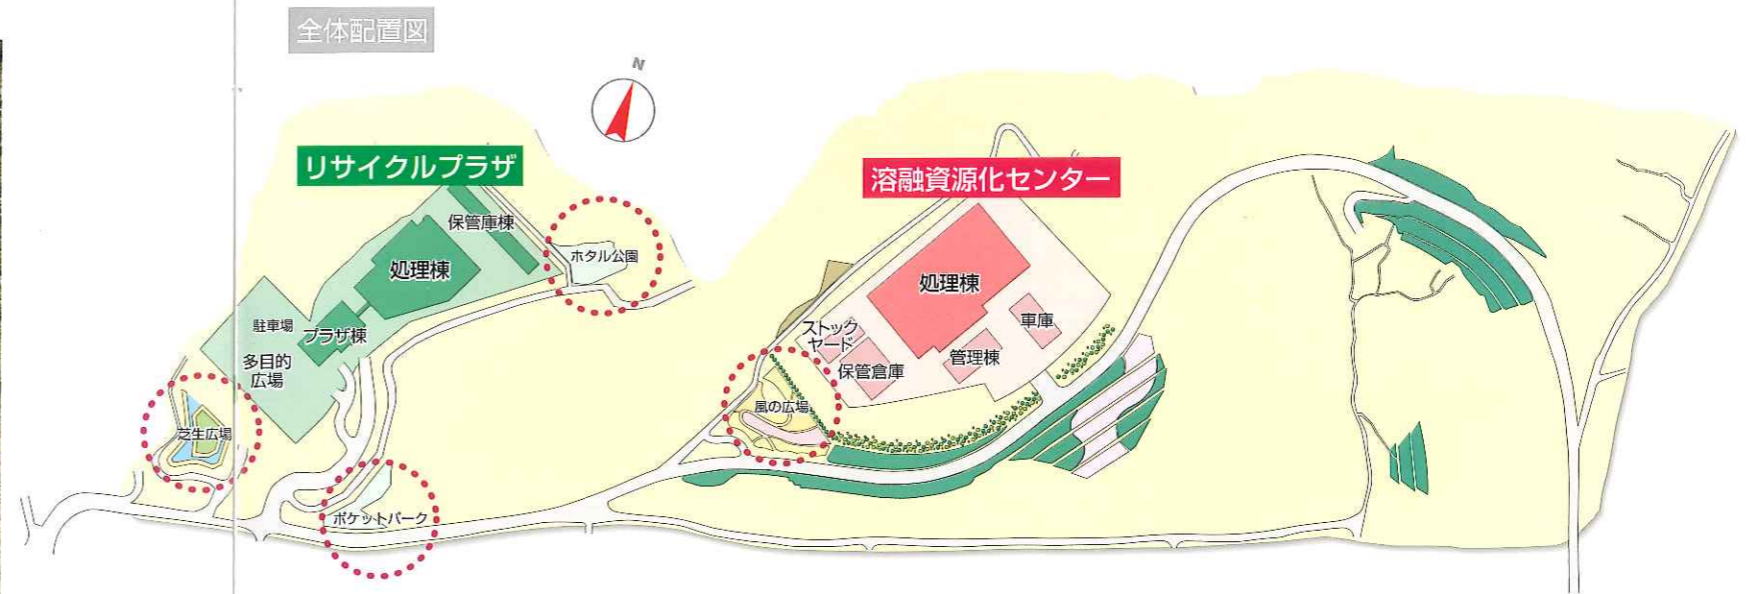 全体配置図
N
リサイクルプラザ
保管庫棟
処理棟
ホタル公園
駐車場
プラザ棟
多目的
広場
芝生広場
ポケットパーク
溶融資源化センター
処理棟
ストック
ヤード
車庫
保管倉庫
管理棟
風の広場